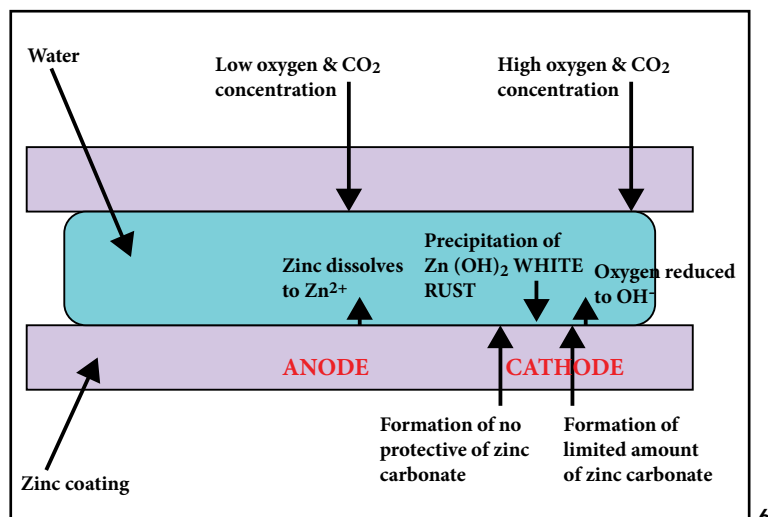 Water
Low oxygen & CO2
concentration
High oxygen & CO2
concentration
Zinc dissolves
to Zn2+
Precipitation of
Zn (OH)2 WHITE
RUST
Oxygen reduced
to OH-
ANODE
CATHODE
Formation of no
protective of zinc
carbonate
Formation of
limited amount
of zinc carbonate
Zinc coating